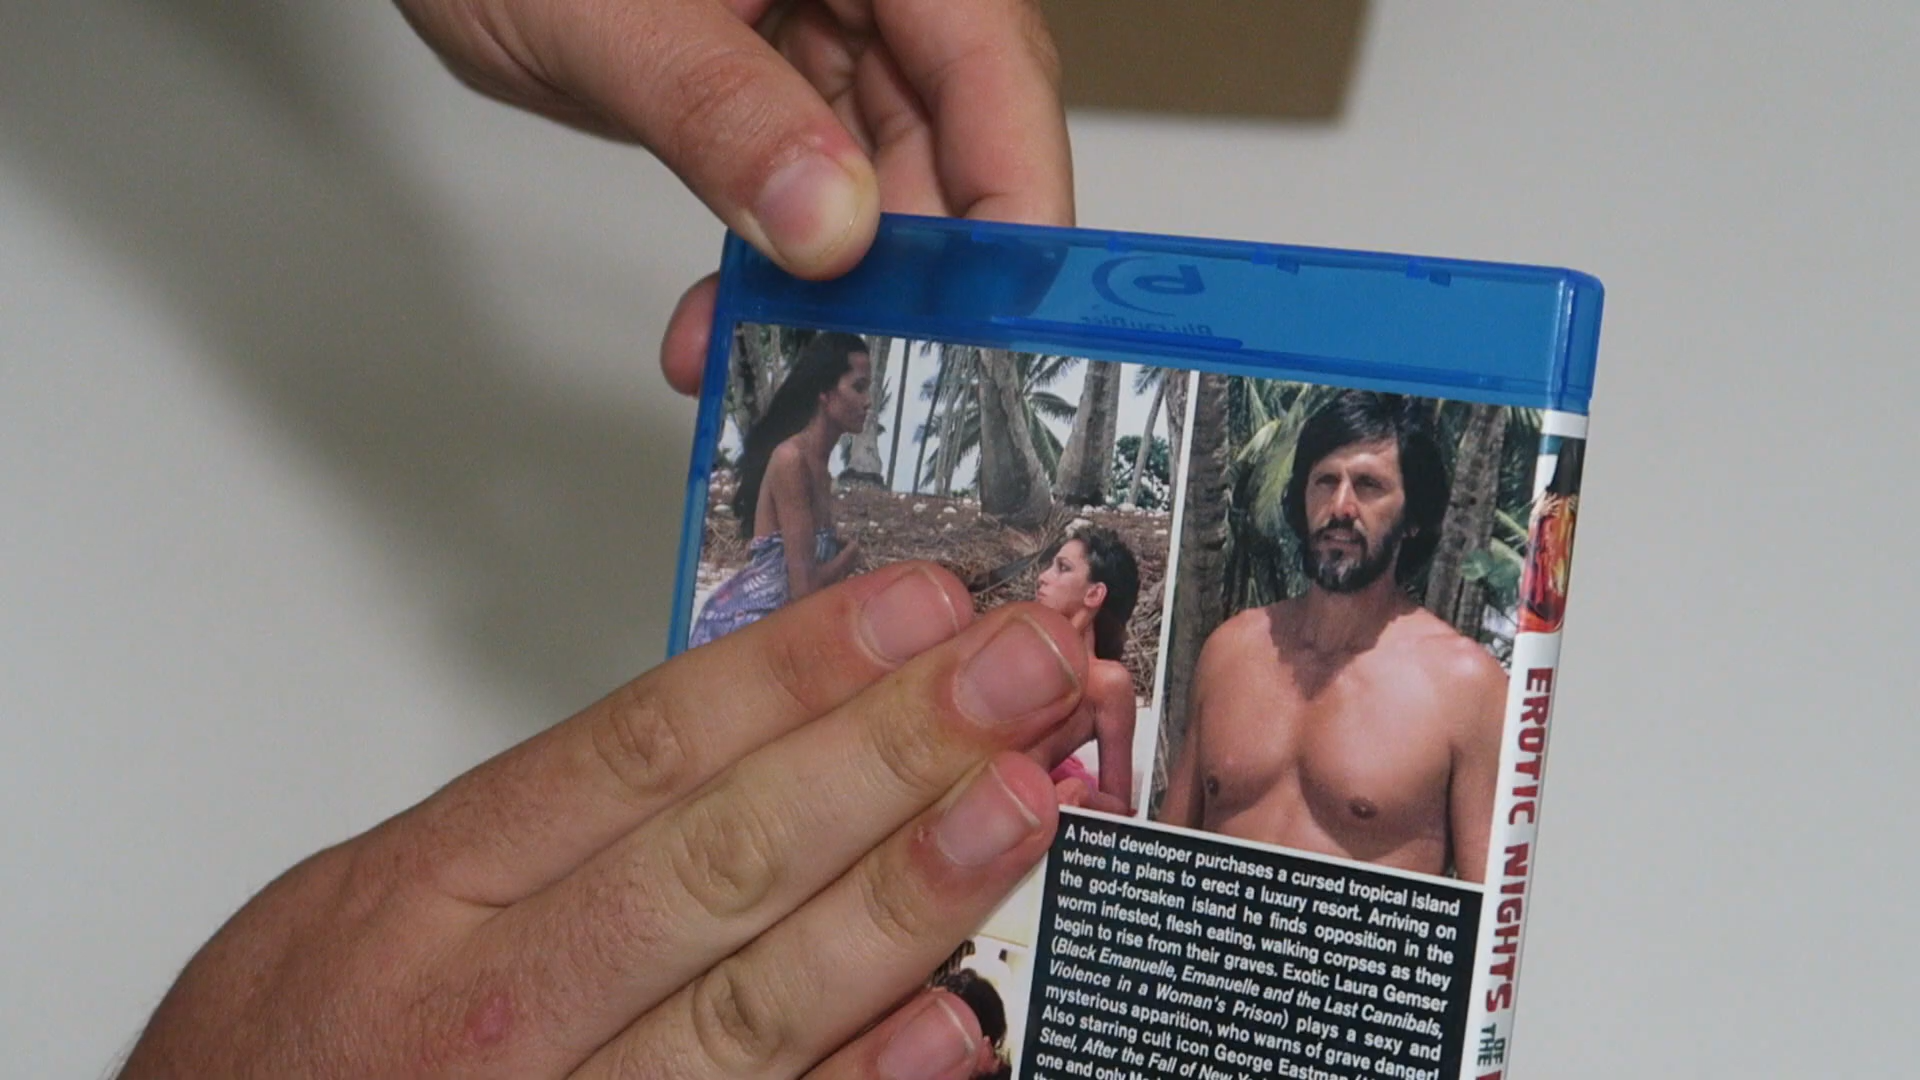 A hotel developer purchases a cursed tropical island
where he plans to erect a luxury resort. Arriving on
the god-forsaken island he finds opposition in the
worm infested, flesh eating, walking corpses as they
begin to rise from their graves. Exotic Laura Gemser
(Black Emanuelle, Emanuelle and the Last Cannibals,
Violence in a Woman's Prison) plays a sexy and
mysterious apparition, who warns of grave danger!
Also starring cult icon George Eastman
Steel, After the Fall of New
one and only
EROTIC NIGHTS
OF THE